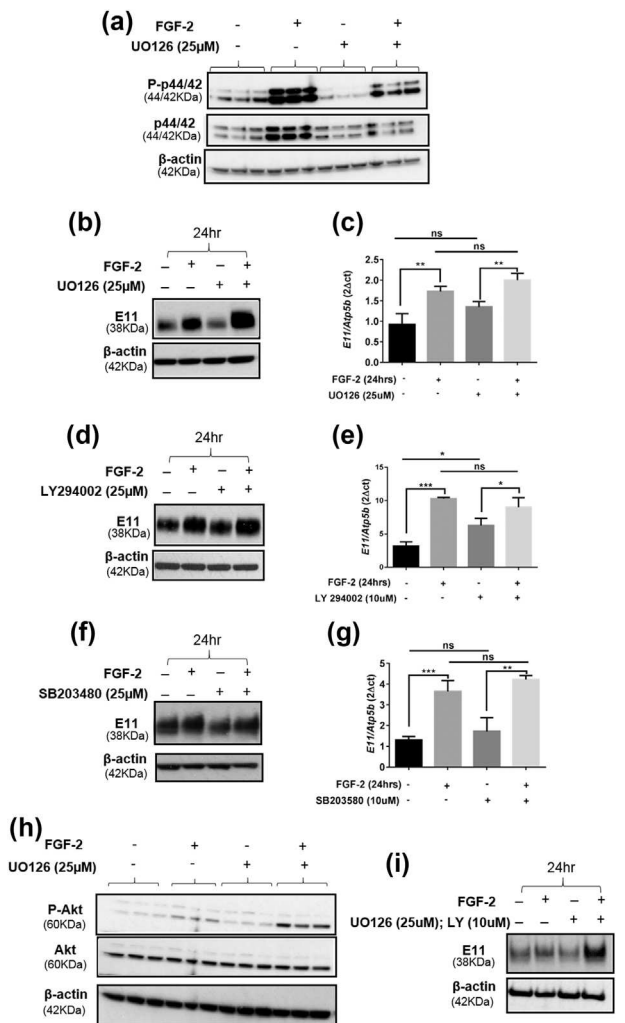 (a)
FGF-2 - + - +
UO126 (25µM) - - + +
P-p44/42
(44/42KDa)
p44/42
(44/42KDa)
β-actin
(42KDa)
(b)
24hr
FGF-2 – + – +
UO126 (25µM) – – + +
E11
(38KDa)
β-actin
(42KDa)
(c)
ns
ns
** **
E11/Atp5b (2Δct)
2.5
2.0
1.5
1.0
0.5
0.0
FGF-2 (24hrs) - + - +
UO126 (25uM) - - + +
(d)
24hr
FGF-2 – + – +
LY294002 (25µM) – – + +
E11
(38KDa)
β-actin
(42KDa)
(e)
*
ns
*** *
E11/Atp5b (2Δct)
15
10
5
0
FGF-2 (24hrs) - + - +
LY 294002 (10uM) - - + +
(f)
24hr
FGF-2 – + – +
SB203480 (25µM) – – + +
E11
(38KDa)
β-actin
(42KDa)
(g)
ns
ns
*** **
E11/Atp5b (2Δct)
6
4
2
0
FGF-2 (24hrs) - + - +
SB203580 (10uM) - - + +
(h)
FGF-2 - + - +
UO126 (25µM) - - + +
P-Akt
(60KDa)
Akt
(60KDa)
β-actin
(42KDa)
(i)
24hr
FGF-2 – + – +
UO126 (25uM); LY (10uM) – – + +
E11
(38KDa)
β-actin
(42KDa)